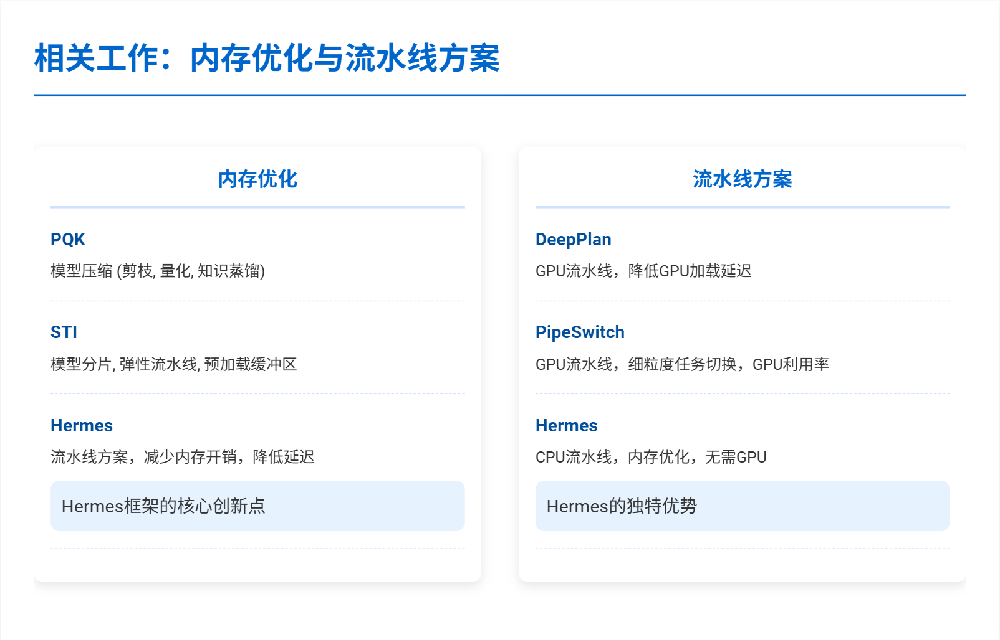 相关工作：内存优化与流水线方案
内存优化
PQK
模型压缩 (剪枝, 量化, 知识蒸馏)
STI
模型分片, 弹性流水线, 预加载缓冲区
Hermes
流水线方案，减少内存开销，降低延迟
Hermes框架的核心创新点
流水线方案
DeepPlan
GPU流水线，降低GPU加载延迟
PipeSwitch
GPU流水线，细粒度任务切换，GPU利用率
Hermes
CPU流水线，内存优化，无需GPU
Hermes的独特优势